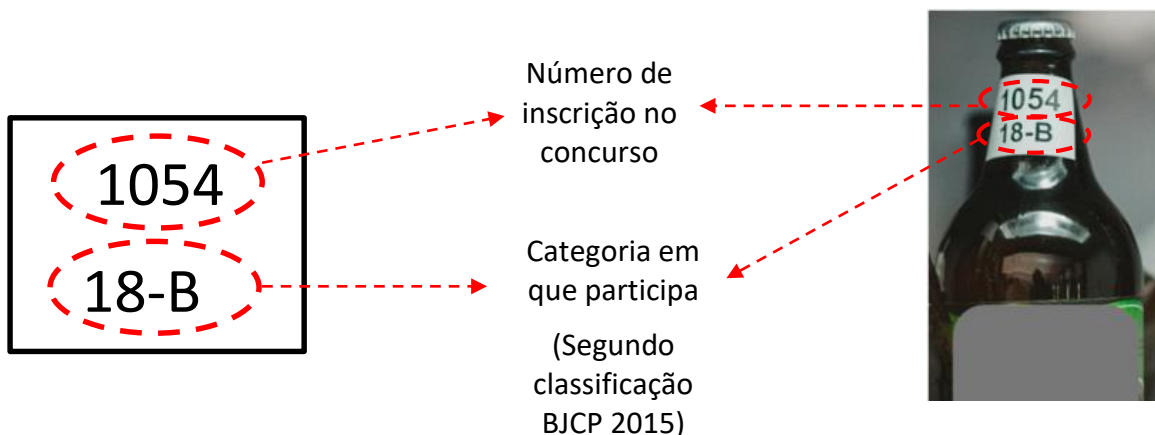 1054
18-B
Número de
inscrição no
concurso
Categoria em
que participa
(Segundo
classificação
BJCP 2015)
1054
18-B